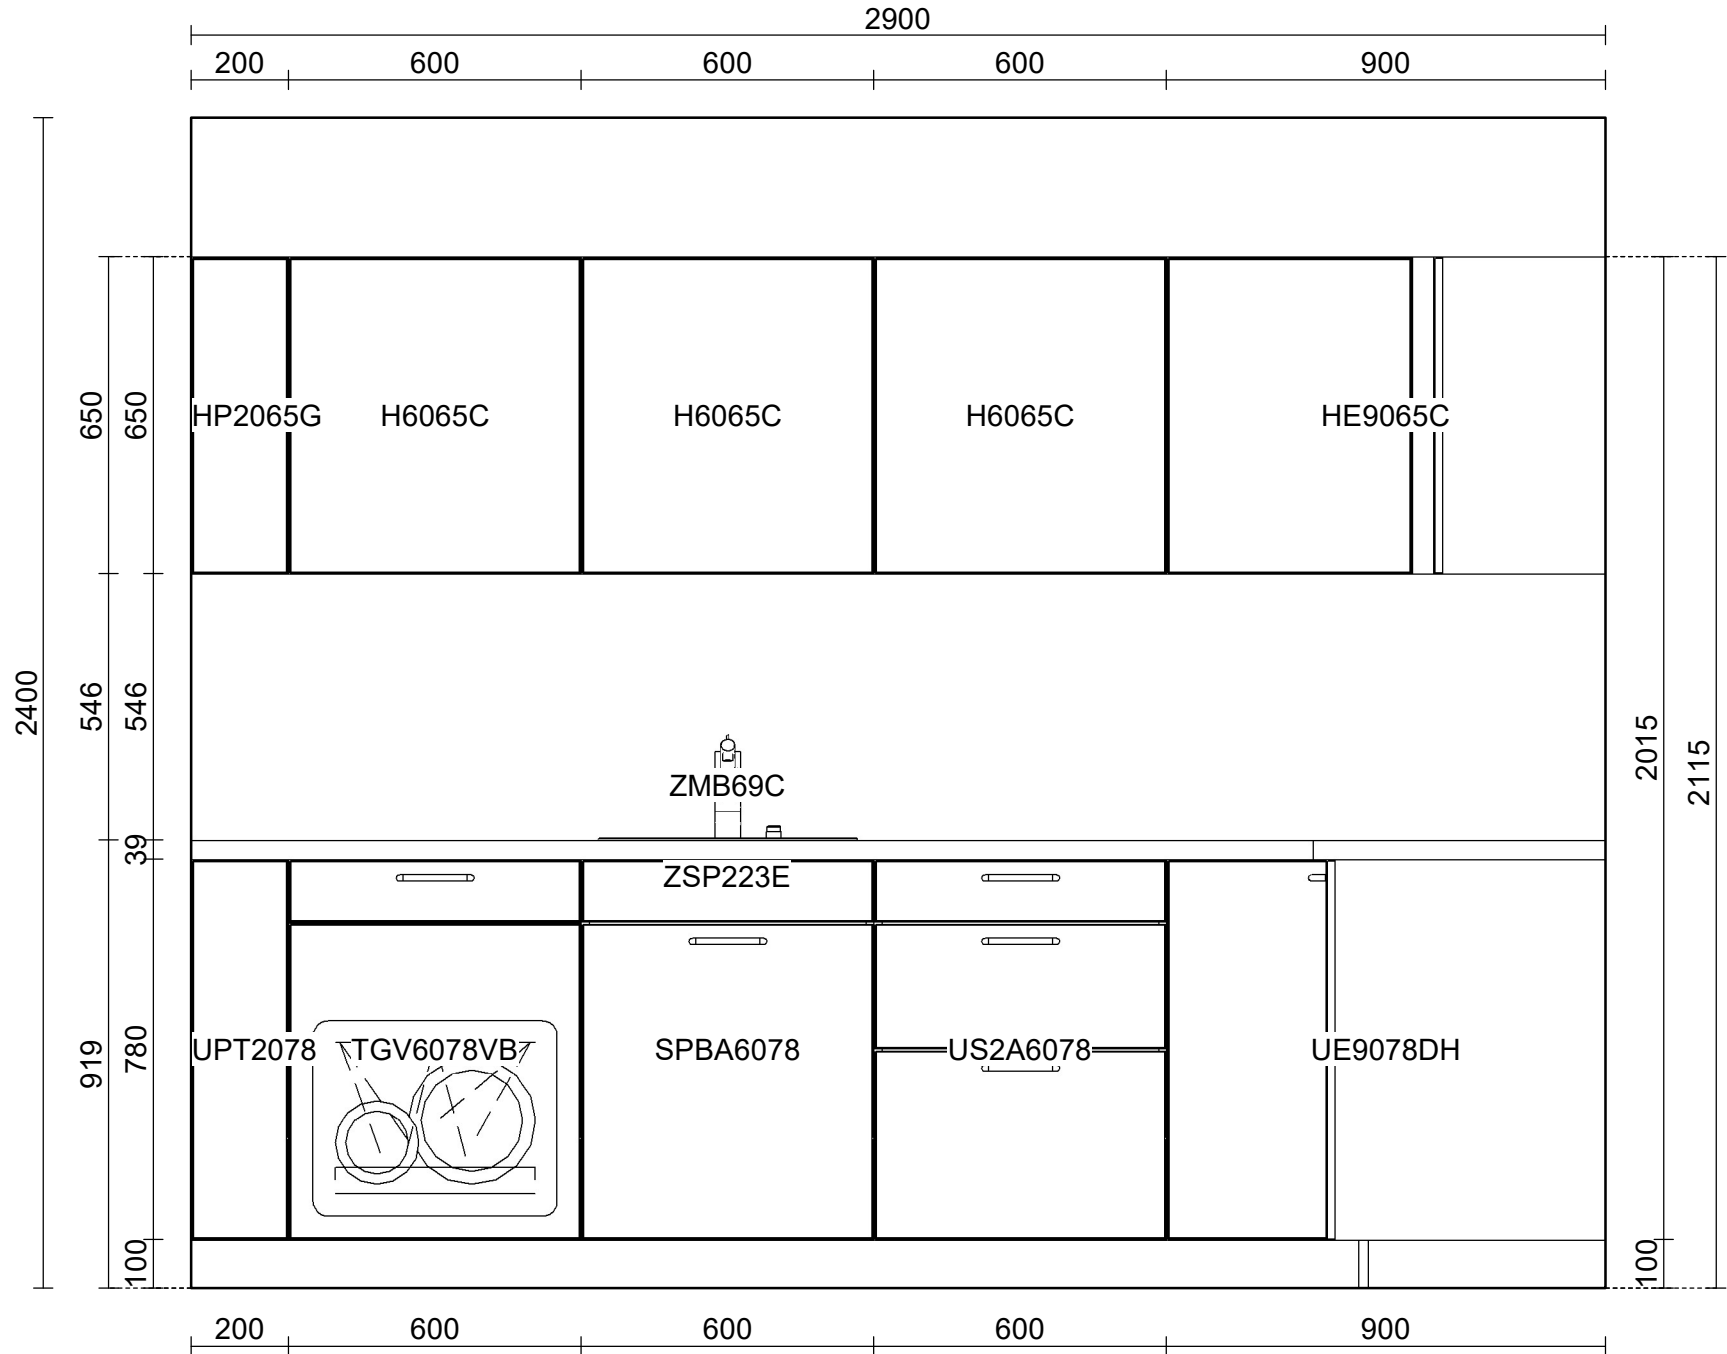 2900
200 600 600 600 900
650 650 HP2065G H6065C H6065C H6065C HE9065C
2400 546 546 2015 2115
ZMB69C
39
ZSP223E
919 780 UPT2078 TGV6078VB SPBA6078 US2A6078 UE9078DH
100 100
200 600 600 600 900